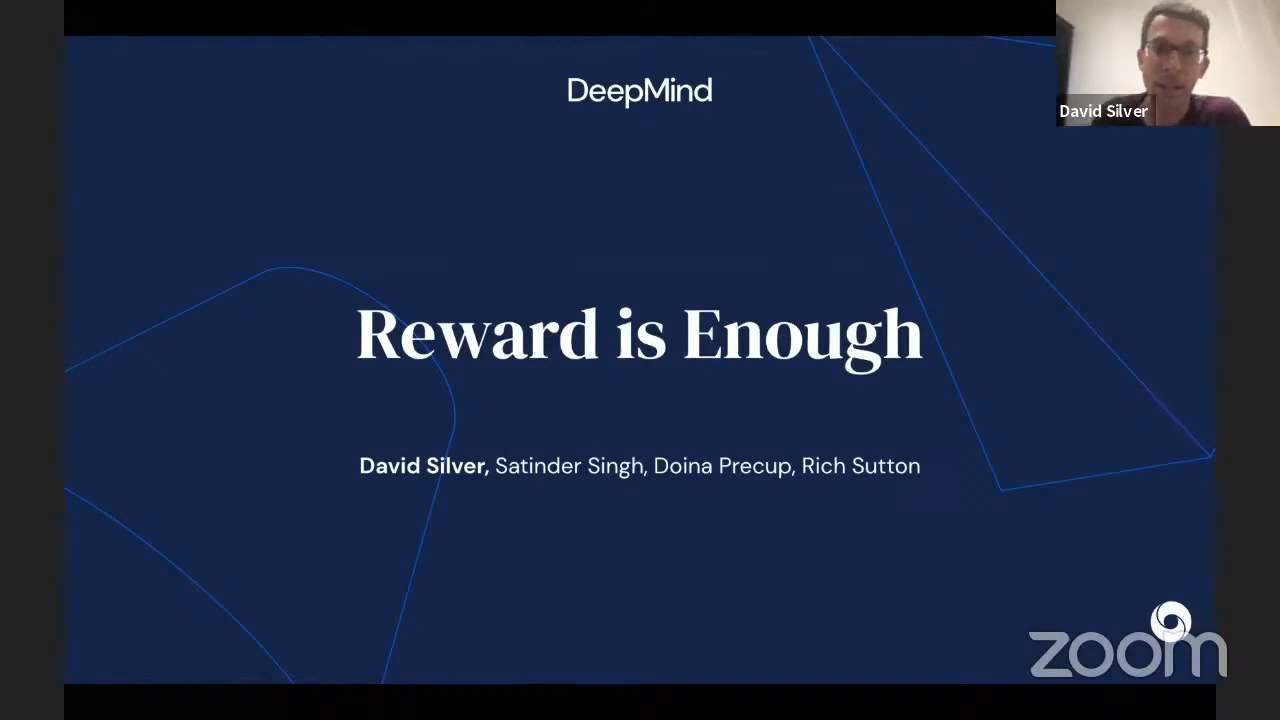 DeepMind
David Silver
Reward is Enough
David Silver, Satinder Singh, Doina Precup, Rich Sutton
zoom